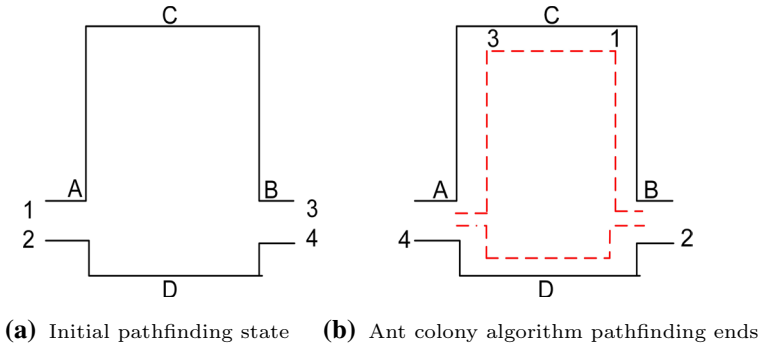 C
A
B
1
3
2
4
D
C
3
1
A
B
4
2
D
(a) Initial pathfinding state
(b) Ant colony algorithm pathfinding ends